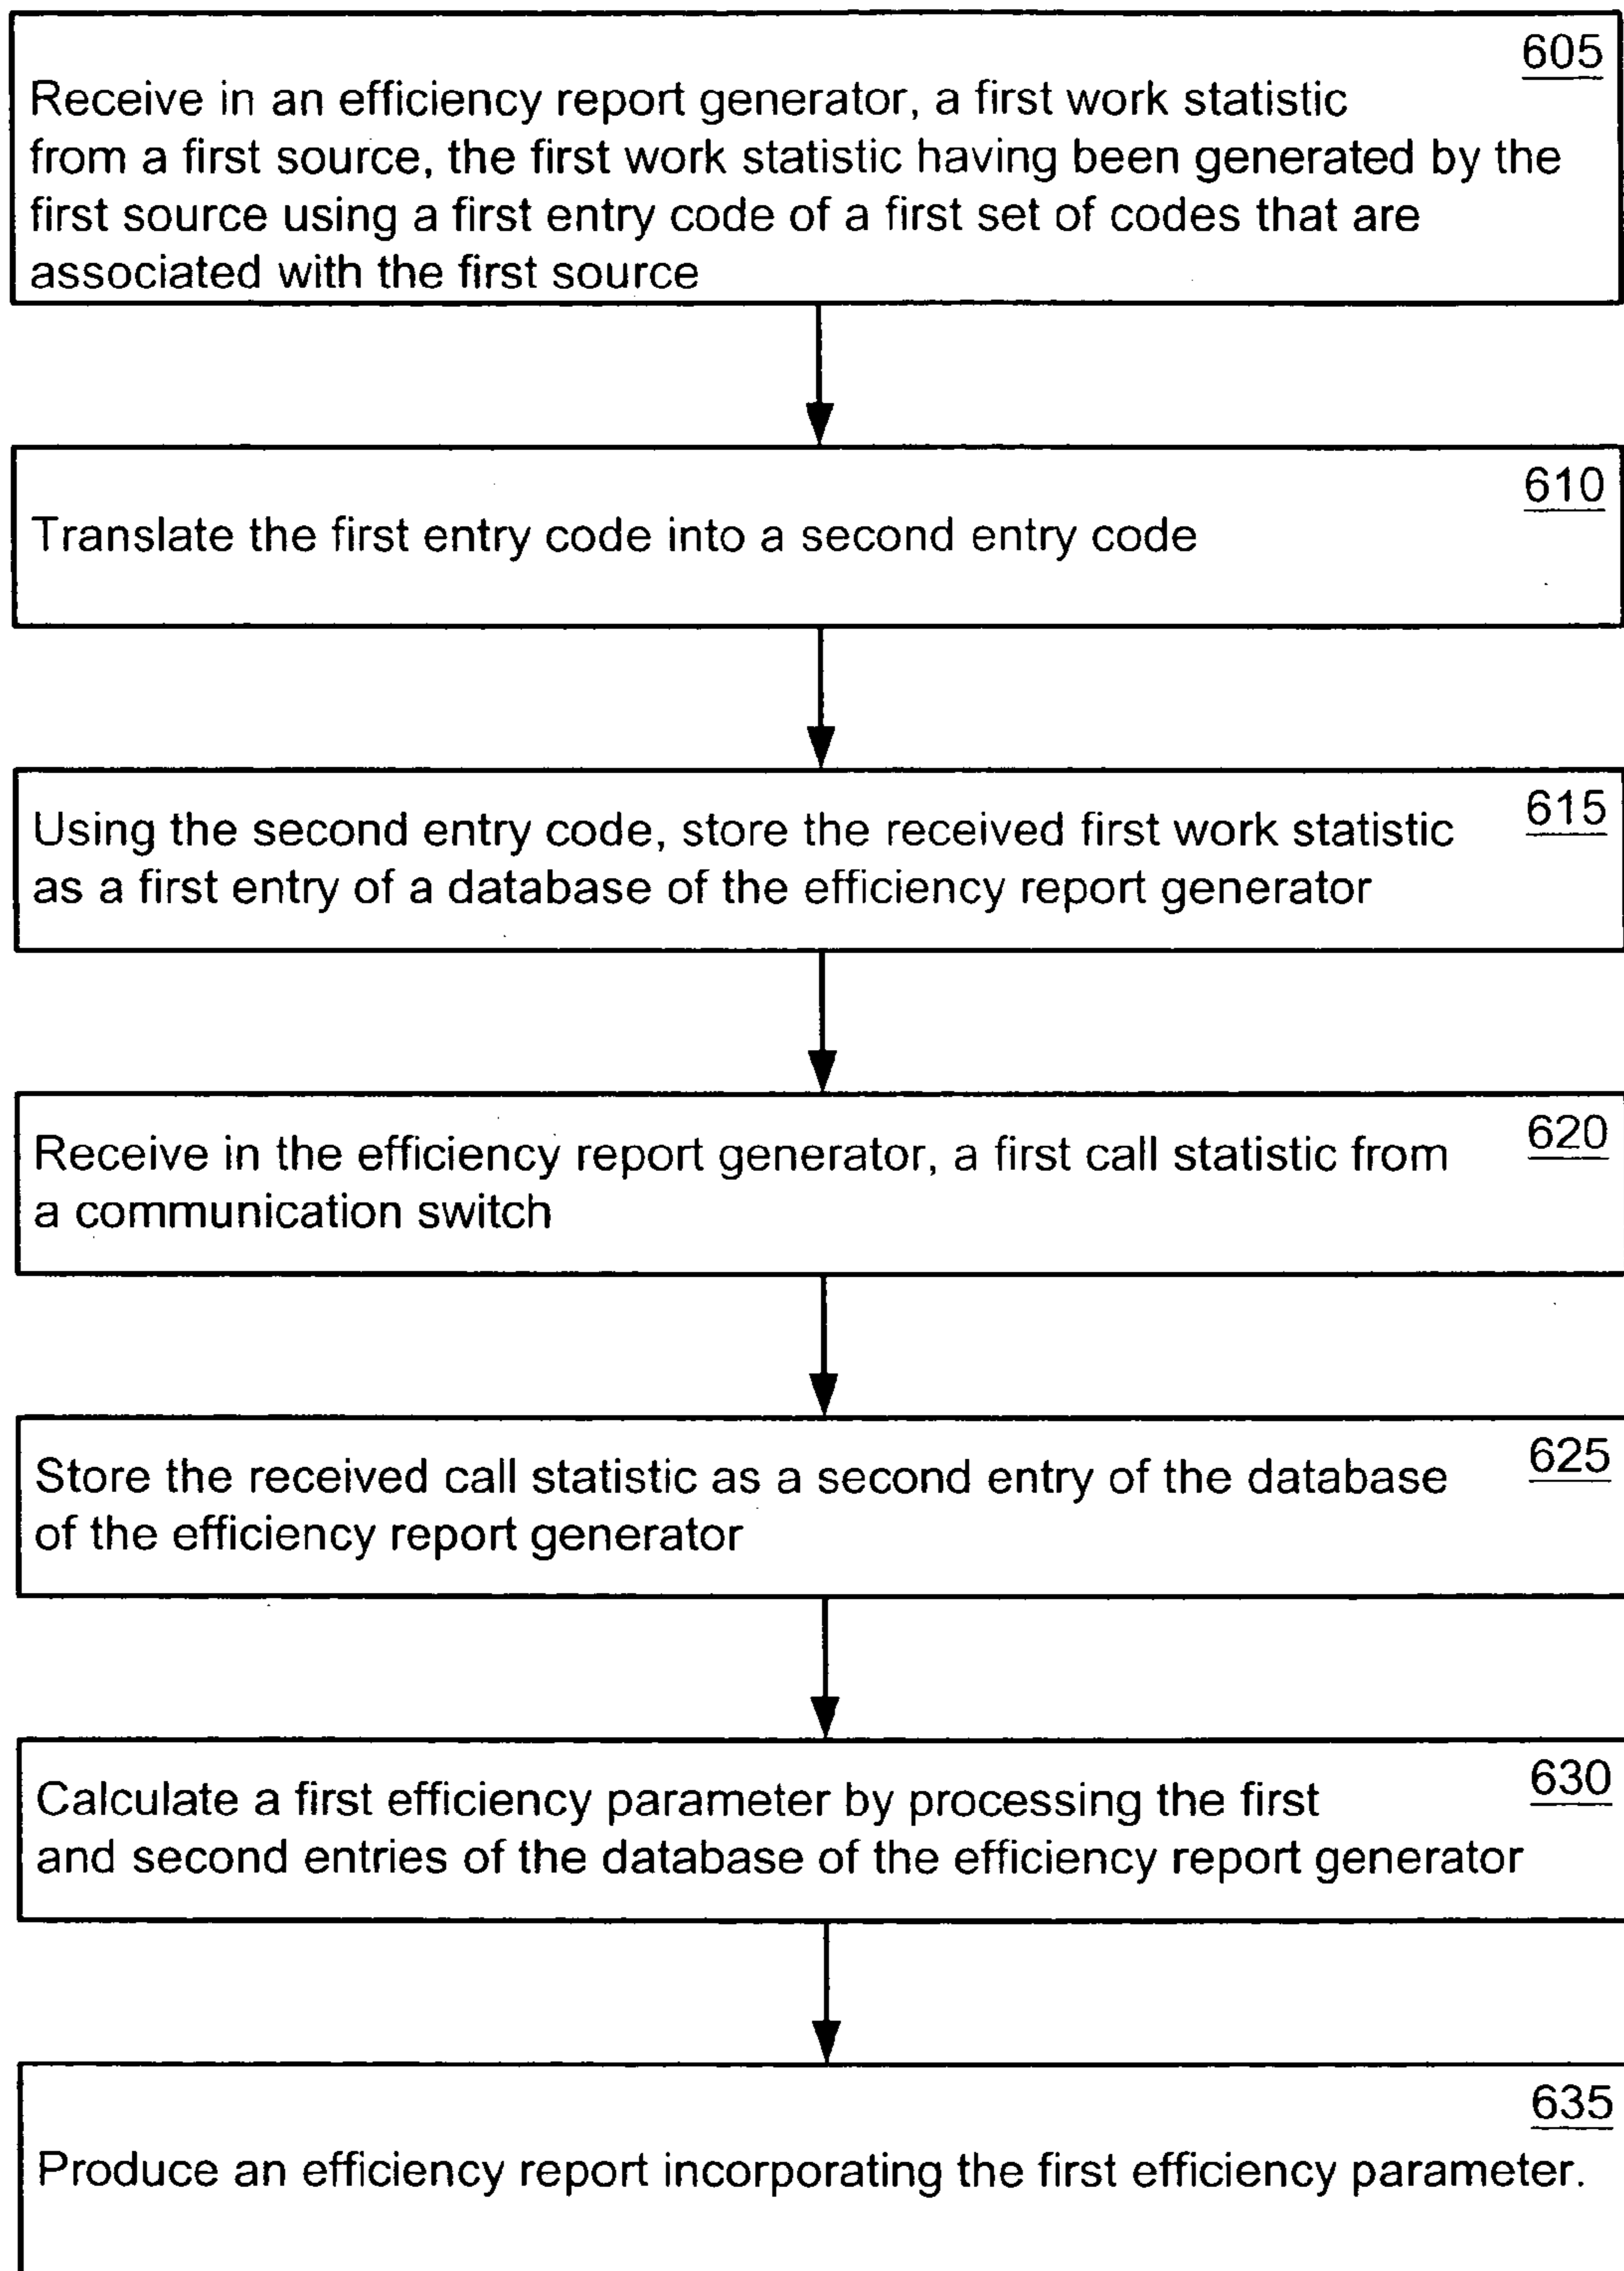 605
Receive in an efficiency report generator, a first work statistic
from a first source, the first work statistic having been generated by the
first source using a first entry code of a first set of codes that are
associated with the first source
610
Translate the first entry code into a second entry code
615
Using the second entry code, store the received first work statistic
as a first entry of a database of the efficiency report generator
620
Receive in the efficiency report generator, a first call statistic from
a communication switch
625
Store the received call statistic as a second entry of the database
of the efficiency report generator
630
Calculate a first efficiency parameter by processing the first
and second entries of the database of the efficiency report generator
635
Produce an efficiency report incorporating the first efficiency parameter.